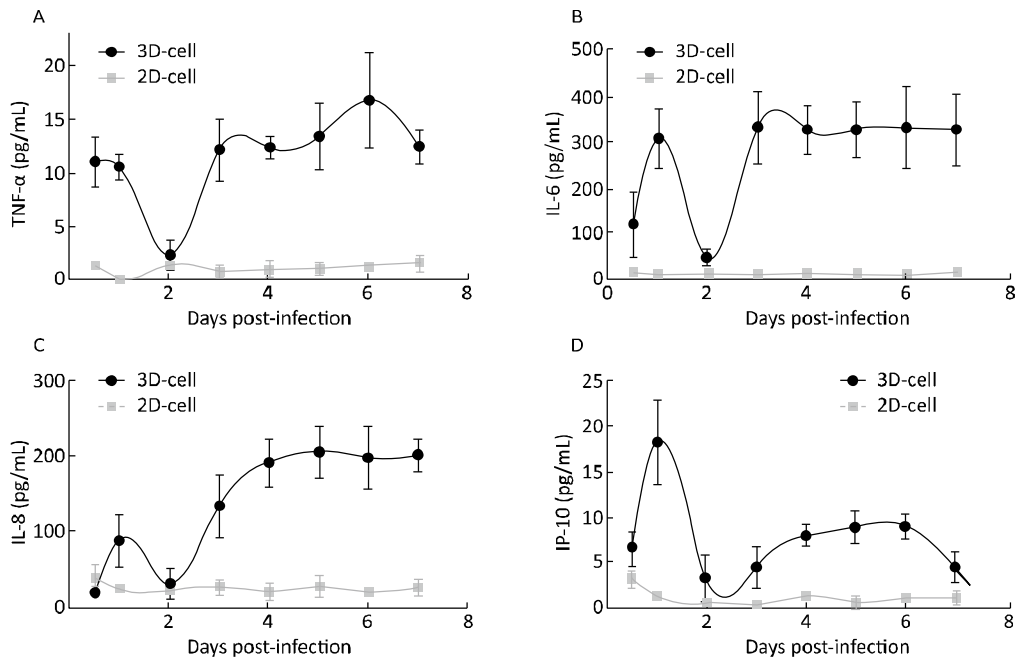 A
3D-cell
2D-cell
TNF-α (pg/mL)
20
15
10
5
0
2
4
6
8
Days post-infection
B
3D-cell
2D-cell
IL-6 (pg/mL)
500
400
300
200
100
0
0
2
4
6
8
Days post-infection
C
3D-cell
2D-cell
IL-8 (pg/mL)
300
200
100
0
2
4
6
8
Days post-infection
D
3D-cell
2D-cell
IP-10 (pg/mL)
25
20
15
10
5
0
2
4
6
8
Days post-infection